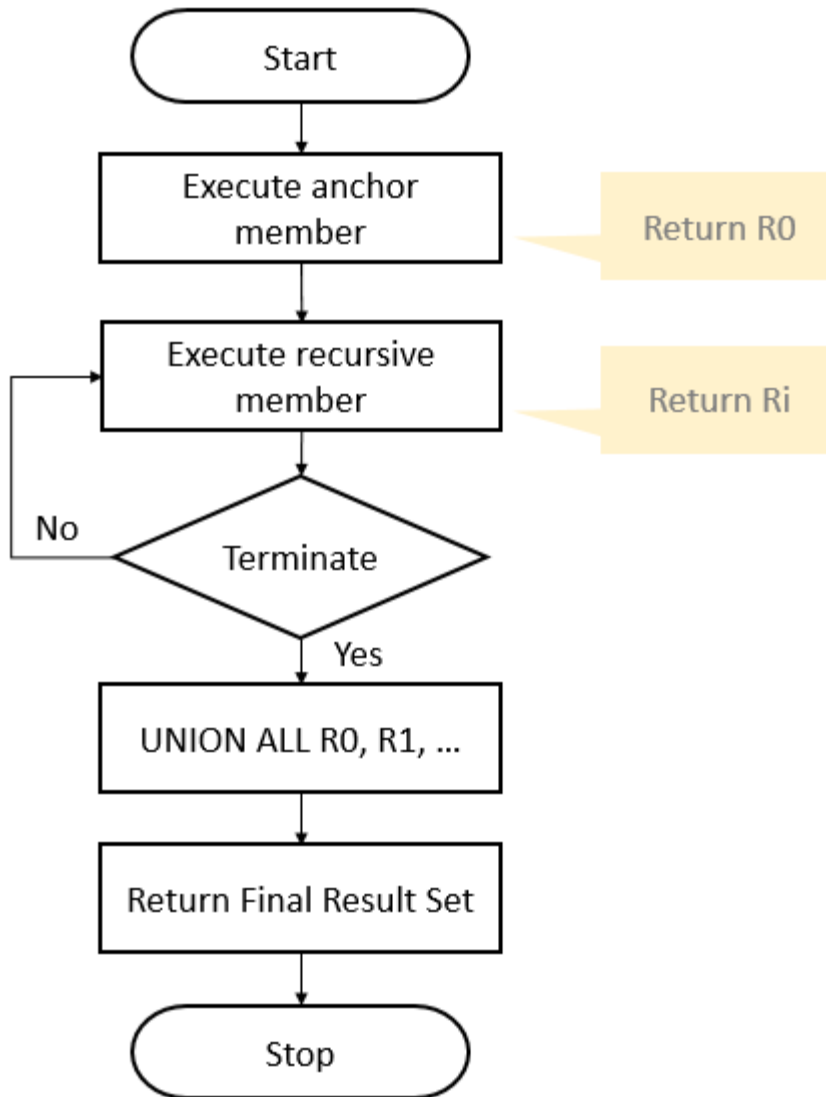 Start
Execute anchor
member
Return R0
Execute recursive
member
Return Ri
No
Terminate
Yes
UNION ALL R0, R1, ...
Return Final Result Set
Stop